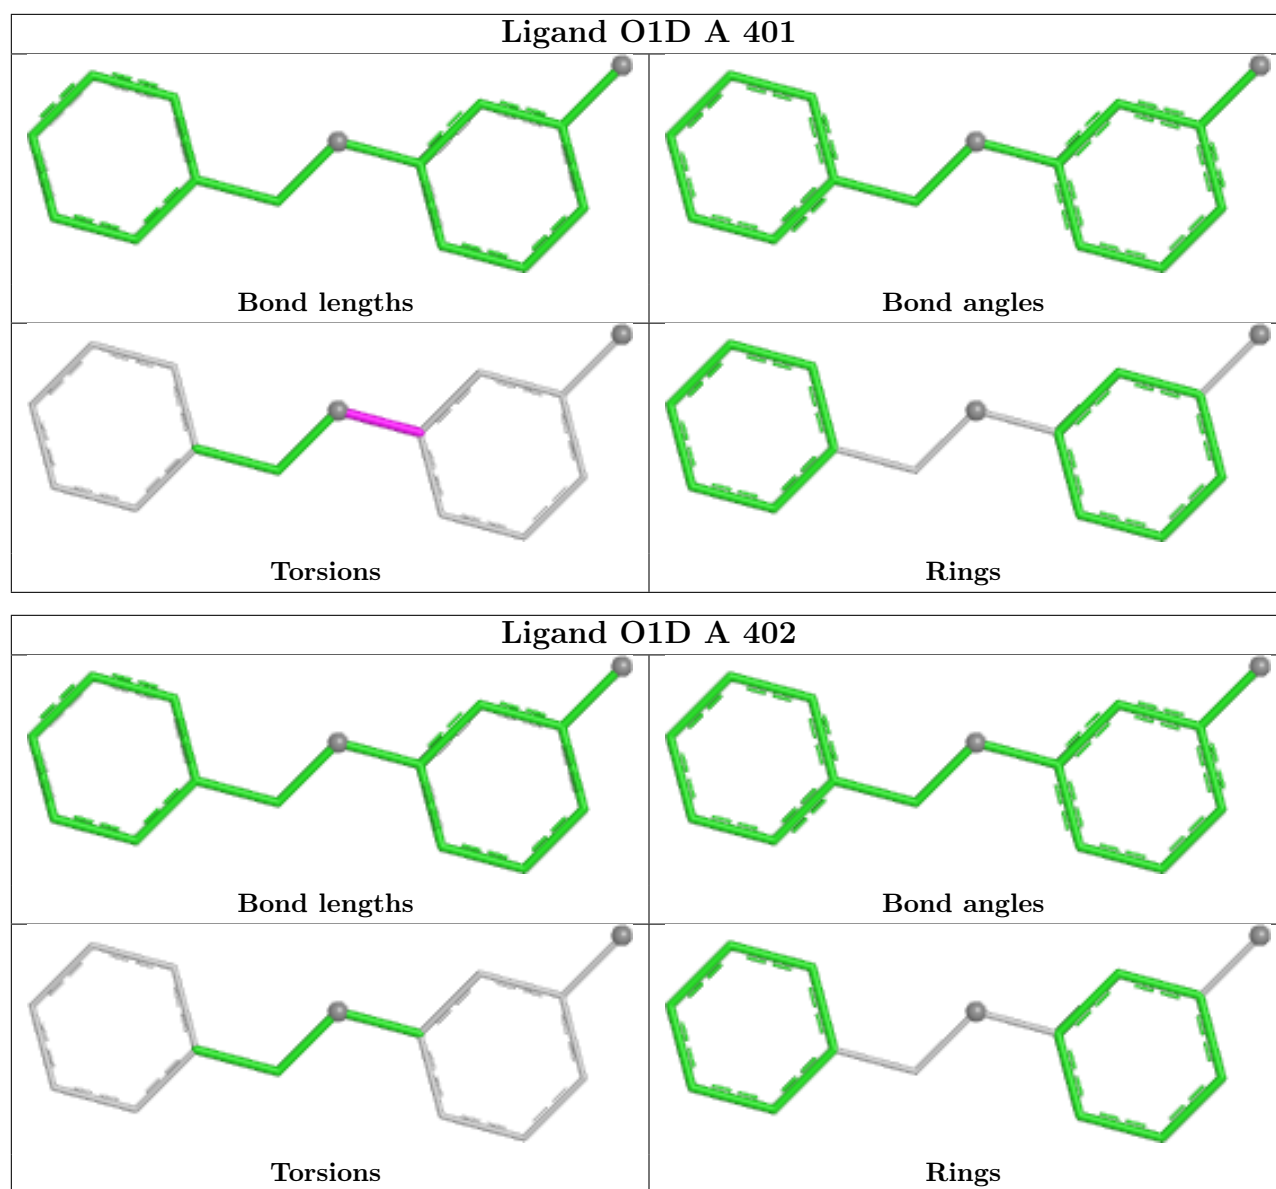 Ligand O1D A 401
Bond lengths
Bond angles
Torsions
Rings
Ligand O1D A 402
Bond lengths
Bond angles
Torsions
Rings